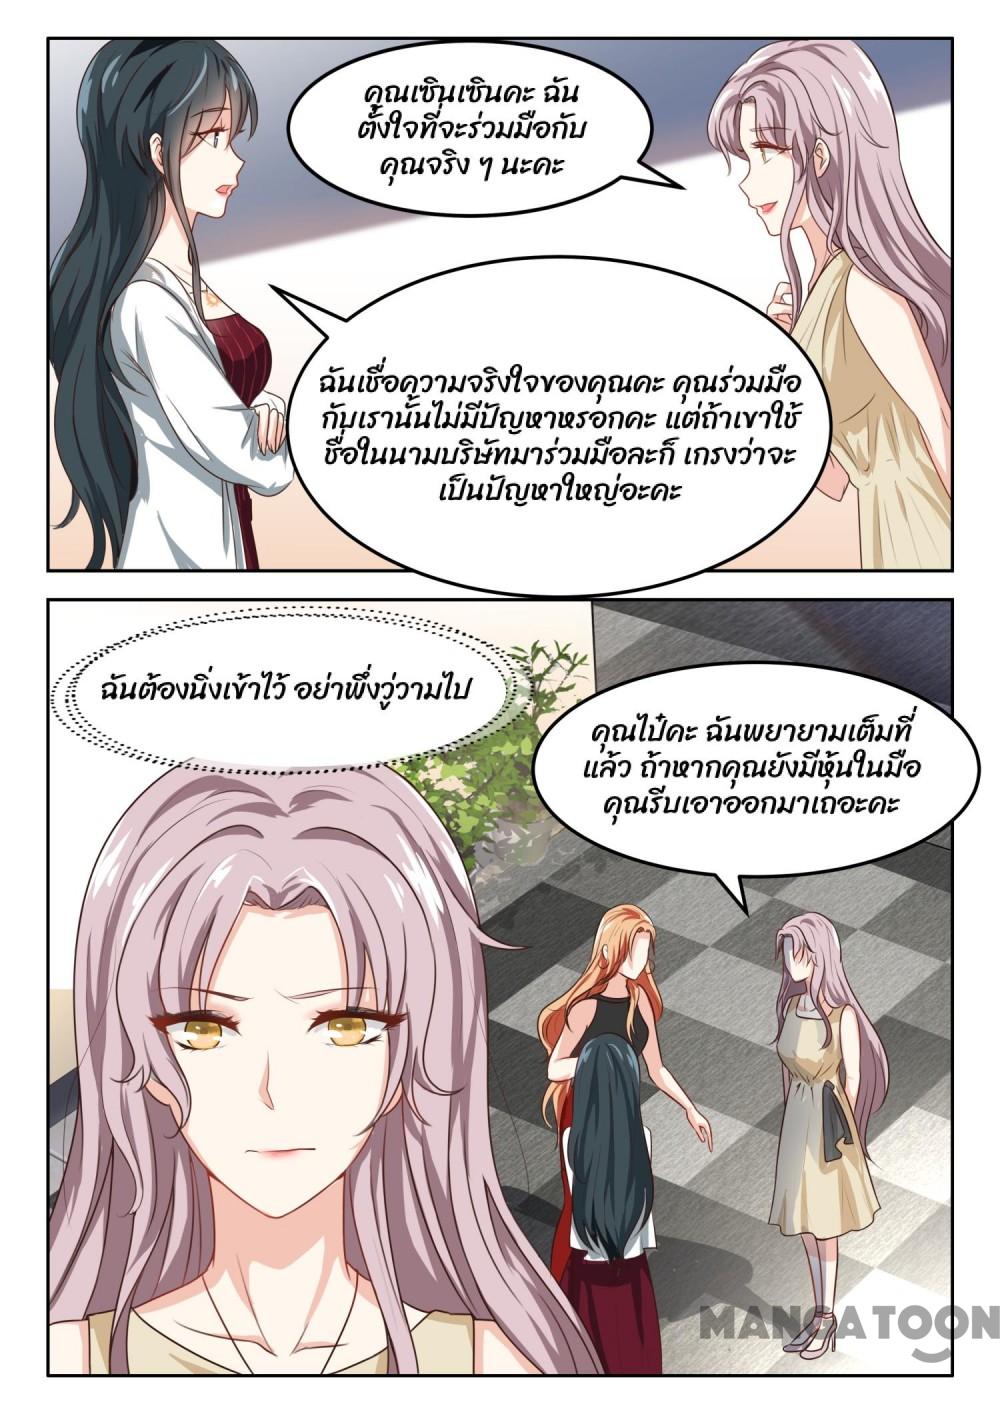 คุณเซินเซินคะ ฉัน
ตั้งใจที่จะร่วมมือกับ
คุณจริง ๆ นะคะ
ฉันเชื่อความจริงใจของคุณคะ คุณร่วมมือ
กับเรานั้นไม่มีปัญหาหรอกคะ แต่ถ้าเขาใช้
ชื่อในนามบริษัทมาร่วมมือละก็ เกรงว่าจะ
เป็นปัญหาใหญ่อะคะ
ฉันต้องนิ่งเข้าไว้ อย่าพึ่งวู่วามไป
คุณไป๋คะ ฉันพยายามเต็มที่
แล้ว ถ้าหากคุณยังมีหุ้นในมือ
คุณรีบเอาออกมาเถอะคะ
MANGATOON